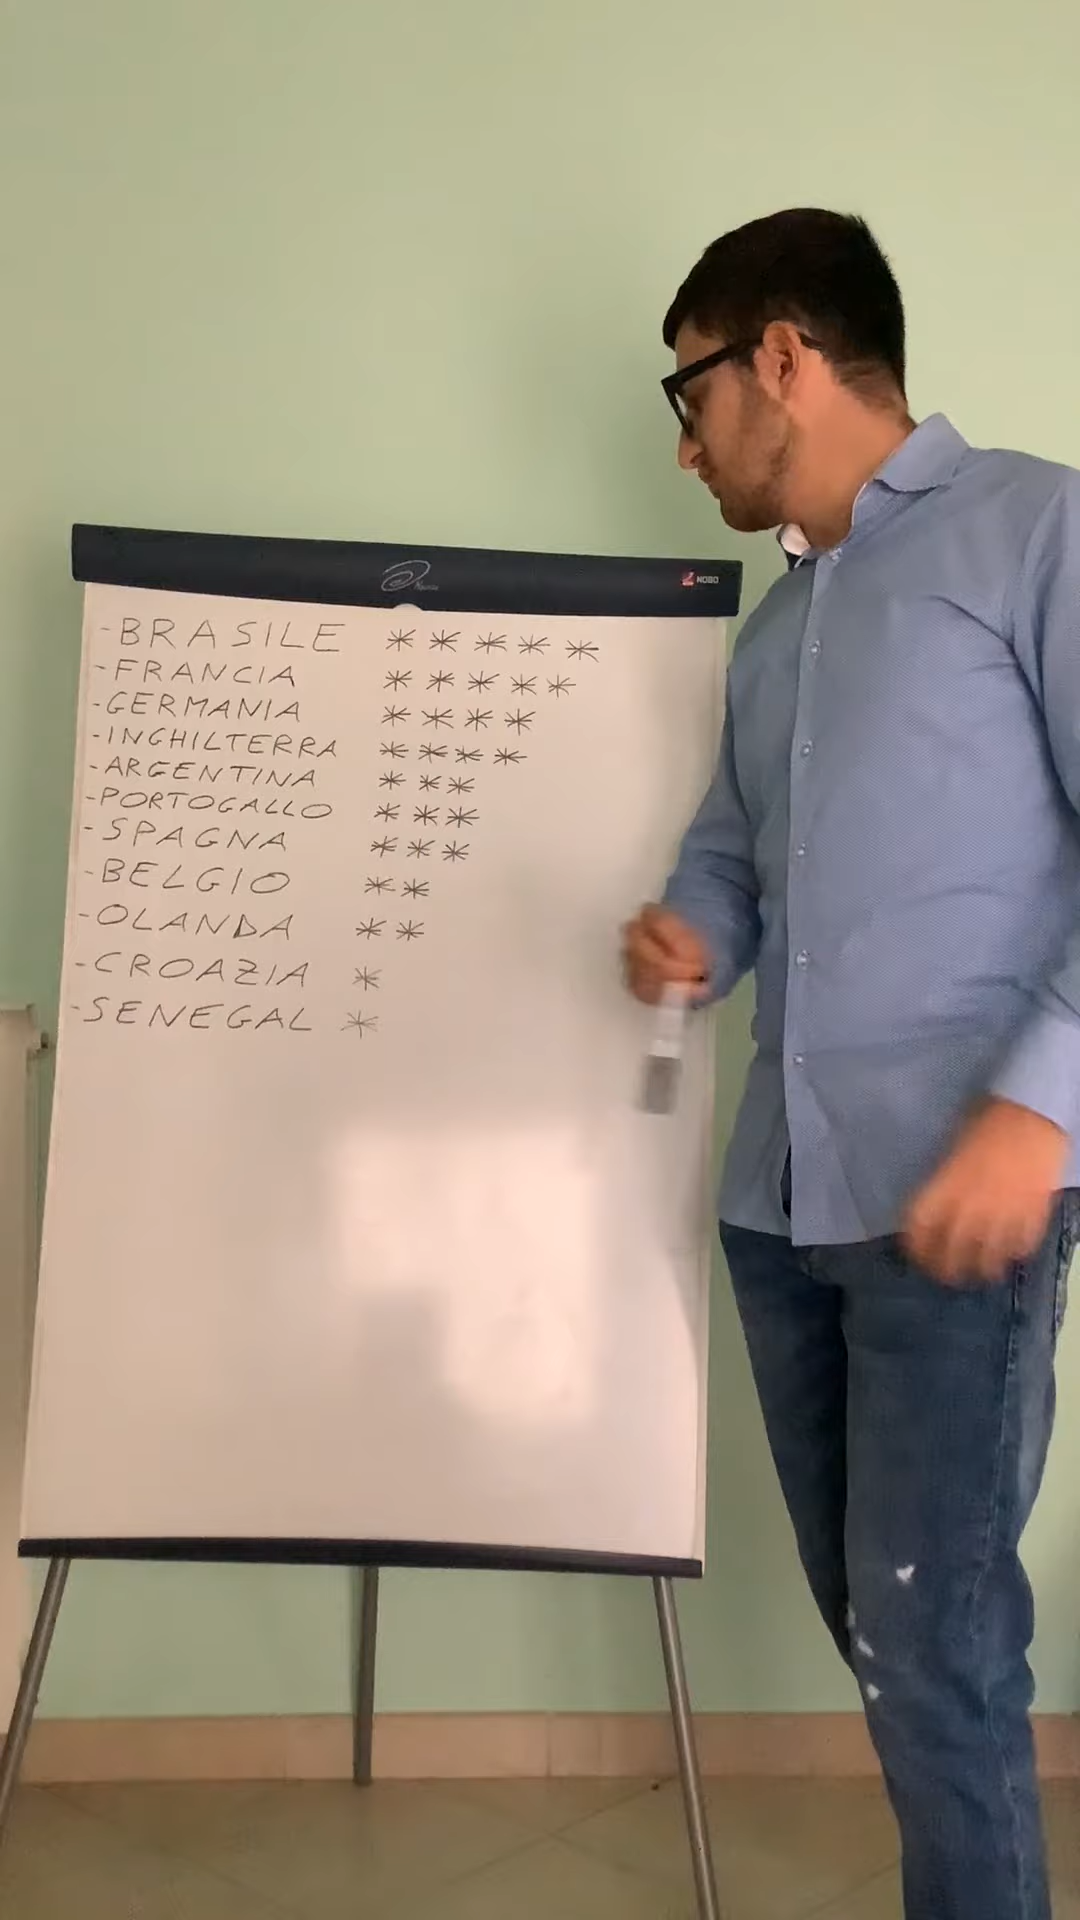 NOBO
-BRASILE * * * * *
-FRANCIA * * * * *
-GERMANIA * * * *
-INGHILTERRA * * * *
-ARGENTINA * * *
-PORTOGALLO * * *
-SPAGNA * * *
-BELGIO * *
-OLANDA * *
-CROAZIA *
-SENEGAL *